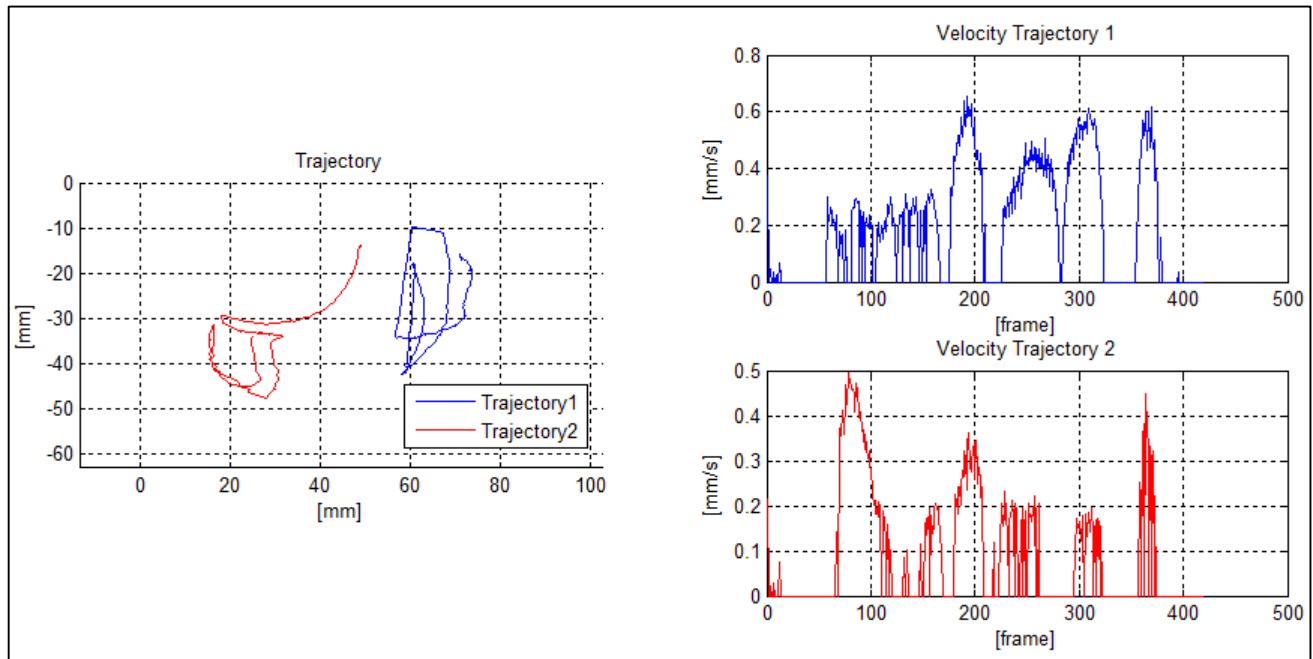 Trajectory
0
-10
-20
-30
-40
-50
-60
[mm]
0 20 40 60 80 100
[mm]
Trajectory1
Trajectory2
Velocity Trajectory 1
0.8
0.6
0.4
0.2
0
[mm/s]
0 100 200 300 400 500
[frame]
Velocity Trajectory 2
0.5
0.4
0.3
0.2
0.1
0
[mm/s]
0 100 200 300 400 500
[frame]